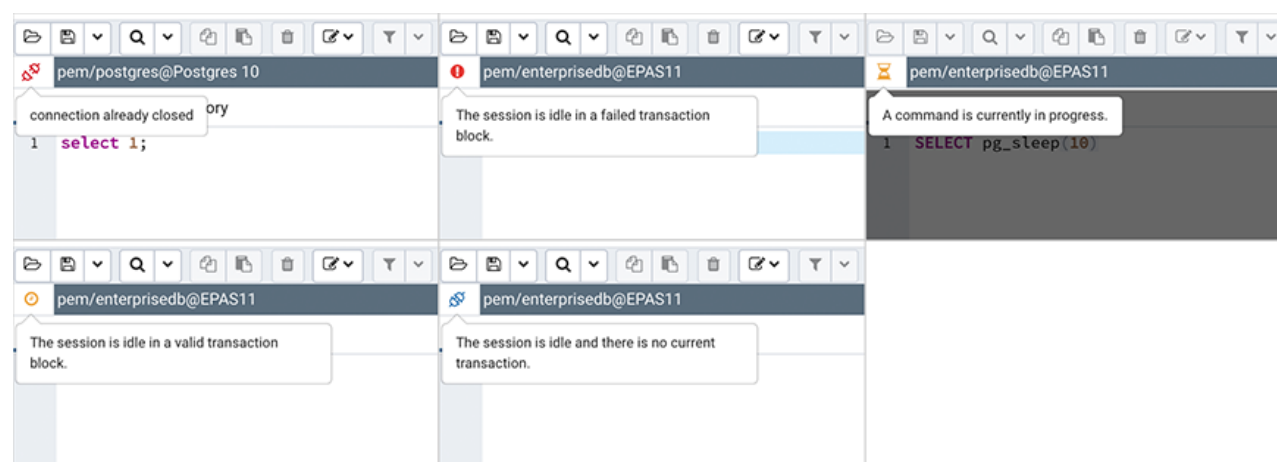 pem/postgres@Postgres 10
connection already closed
ory
1 select 1;
pem/enterprisedb@EPAS11
The session is idle in a failed transaction
block.
pem/enterprisedb@EPAS11
A command is currently in progress.
1 SELECT pg_sleep(10)
pem/enterprisedb@EPAS11
The session is idle in a valid transaction
block.
pem/enterprisedb@EPAS11
The session is idle and there is no current
transaction.